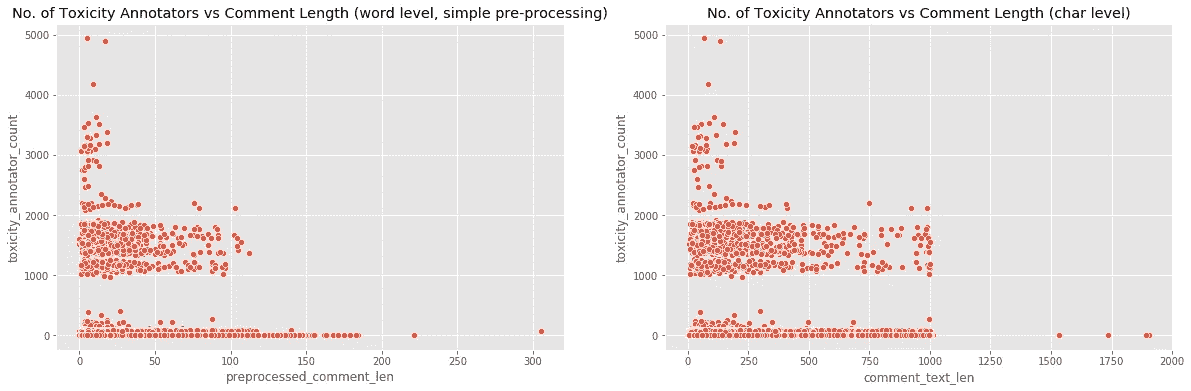 No. of Toxicity Annotators vs Comment Length (word level, simple pre-processing)
toxicity_annotator_count
5000
4000
3000
2000
1000
0
0 50 100 150 200 250 300
preprocessed_comment_len
No. of Toxicity Annotators vs Comment Length (char level)
toxicity_annotator_count
5000
4000
3000
2000
1000
0
0 250 500 750 1000 1250 1500 1750 2000
comment_text_len